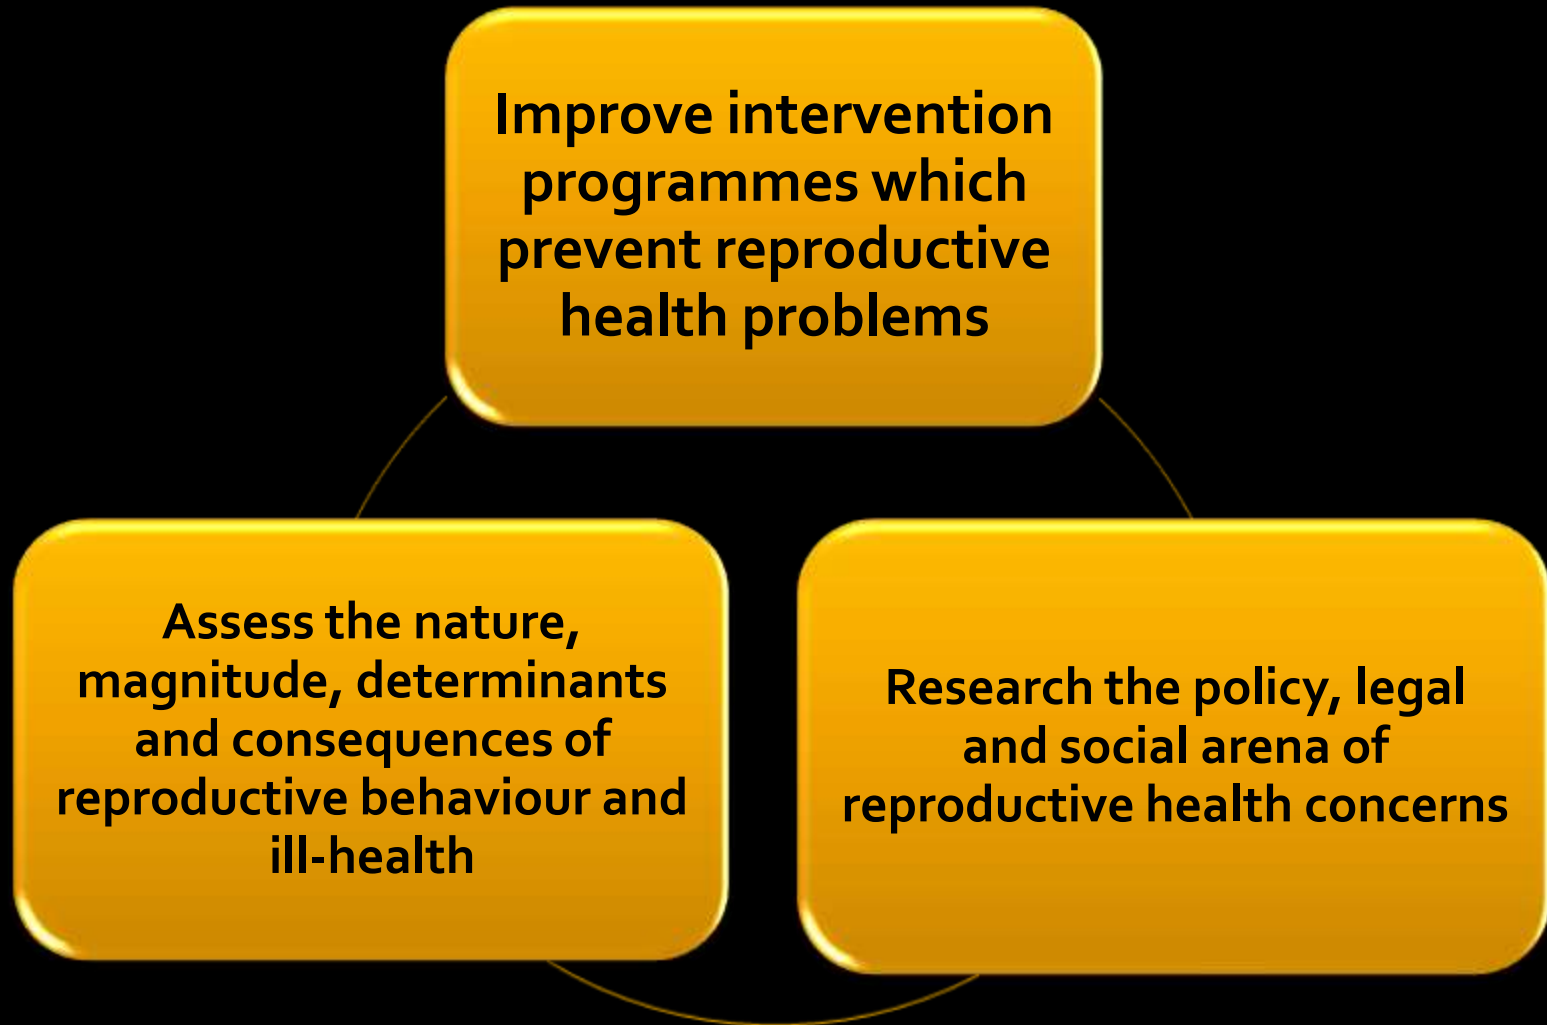 Improve intervention
programmes which
prevent reproductive
health problems
Assess the nature,
magnitude, determinants
and consequences of
reproductive behaviour and
ill-health
Research the policy, legal
and social arena of
reproductive health concerns